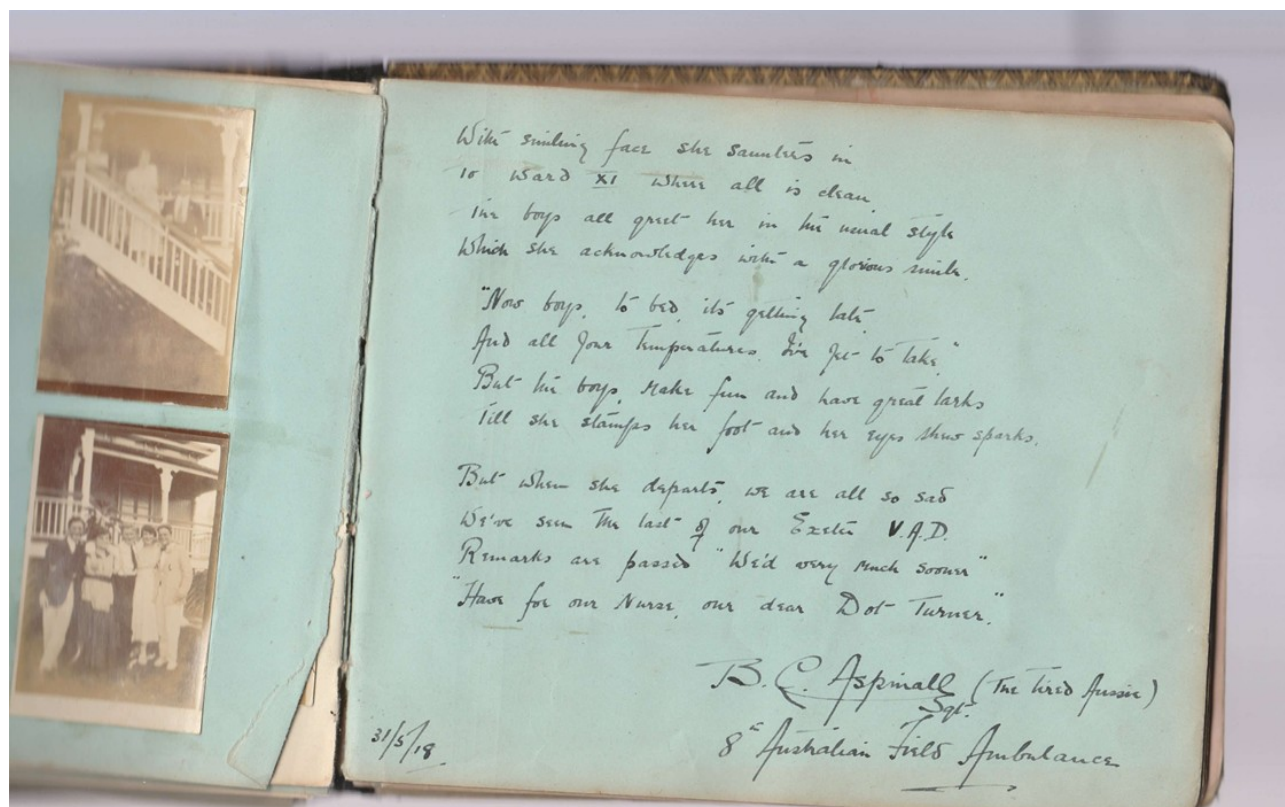 With smiling face she saunters in
To ward XI where all is clean.
The boys all greet her in the usual style
Which she acknowledges with a glorious smile.
"Now boys, to bed, it's getting late.
And all your Temperatures, I've yet to take"
But the boys, make fun and have great larks
Till she stamps her foot and her eyes show sparks.
But when she departs, we are all so sad
We've seen the last of our Exeter V.A.D.
Remarks are passed "We'd very much sooner"
"Have for our Nurse, our dear Dot Turner."
B. C. Aspinall (The Tired Aussie)
Sgt.
31/5/18.
8th Australian Field Ambulance